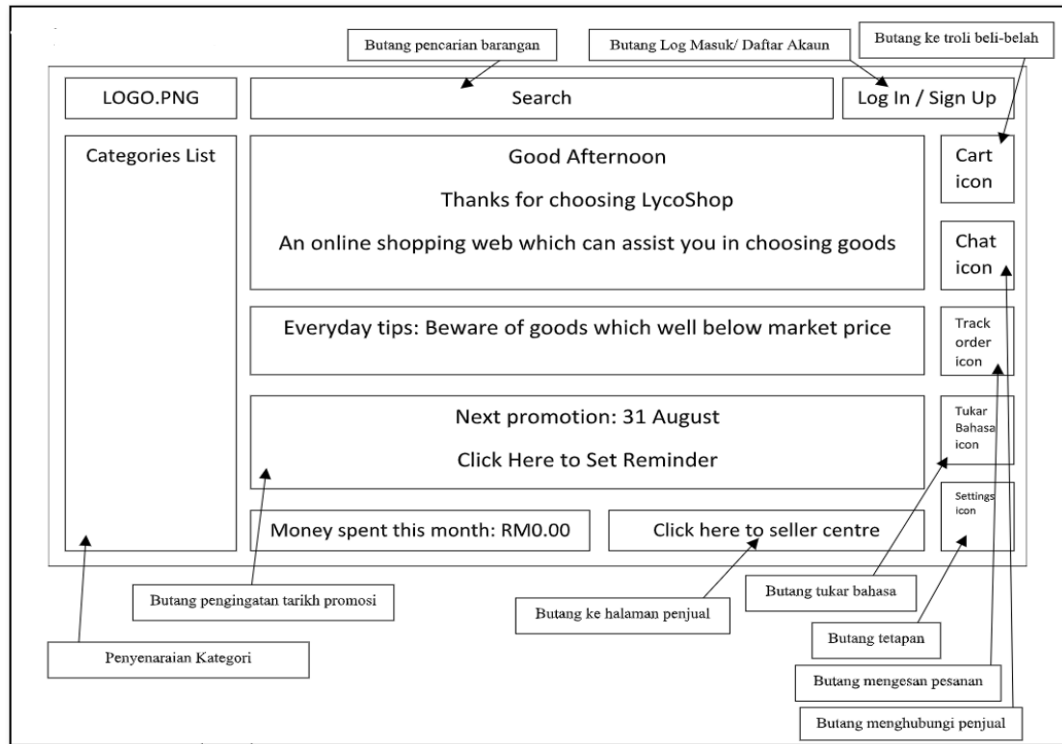 Butang pencarian barangan
Butang Log Masuk/ Daftar Akaun
Butang ke troli beli-belah
LOGO.PNG
Search
Log In / Sign Up
Categories List
Good Afternoon
Thanks for choosing LycoShop
An online shopping web which can assist you in choosing goods
Cart
icon
Chat
icon
Everyday tips: Beware of goods which well below market price
Track
order
icon
Next promotion: 31 August
Click Here to Set Reminder
Tukar
Bahasa
icon
Money spent this month: RM0.00
Click here to seller centre
Settings
icon
Butang pengingatan tarikh promosi
Butang ke halaman penjual
Butang tukar bahasa
Penyenaraian Kategori
Butang tetapan
Butang mengesan pesanan
Butang menghubungi penjual